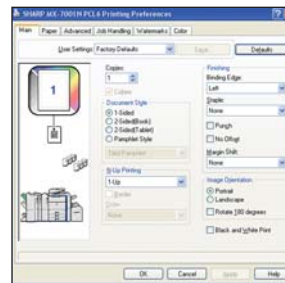 SHARP MX-7001N PCL6 Printing Preferences
Main Paper Advanced Job Handling Watermarks Color
User Settings: Factory Defaults Save... Defaults
Copies:
1
Collate
Document Style
1-Sided
2-Sided(Book)
2-Sided(Tablet)
Pamphlet Style
Tiled Pamphlet
N-Up Printing
1-Up
Border
Order:
None
Finishing
Binding Edge:
Left
Staple:
None
Punch
No Offset
Margin Shift:
None
Image Orientation
Portrait
Landscape
Rotate 180 degrees
Black and White Print
1
OK Cancel Apply Help